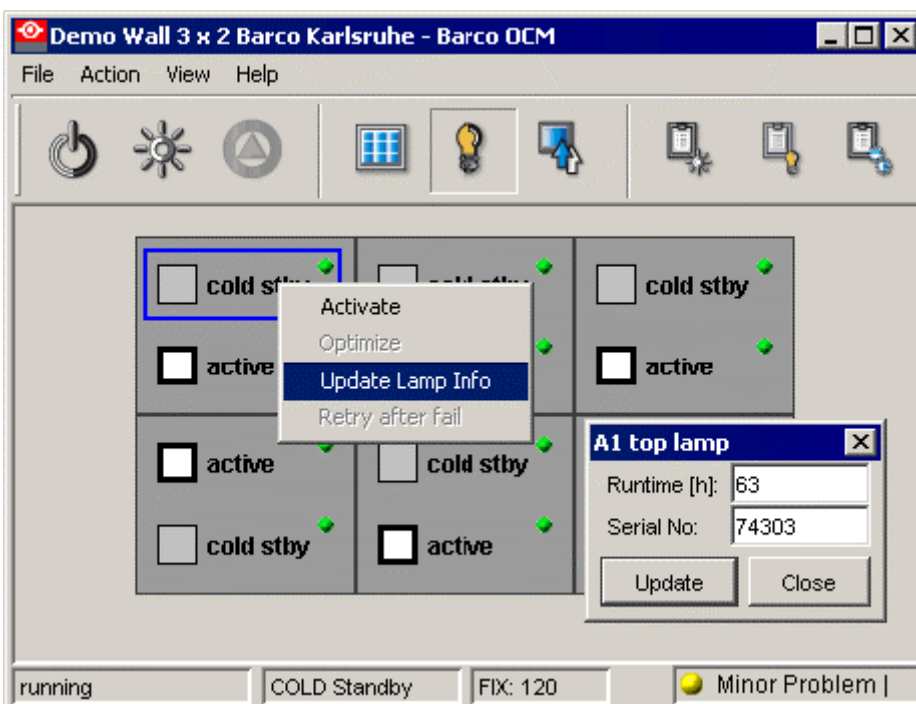 Demo Wall 3 x 2 Barco Karlsruhe - Barco OCM
File Action View Help
cold
cold stby
Activate
Optimize
Update Lamp Info
Retry after fail
active
active
active
cold stby
cold stby
active
A1 top lamp
Runtime [h]: 63
Serial No: 74303
Update Close
running COLD Standby FIX: 120 Minor Problem |